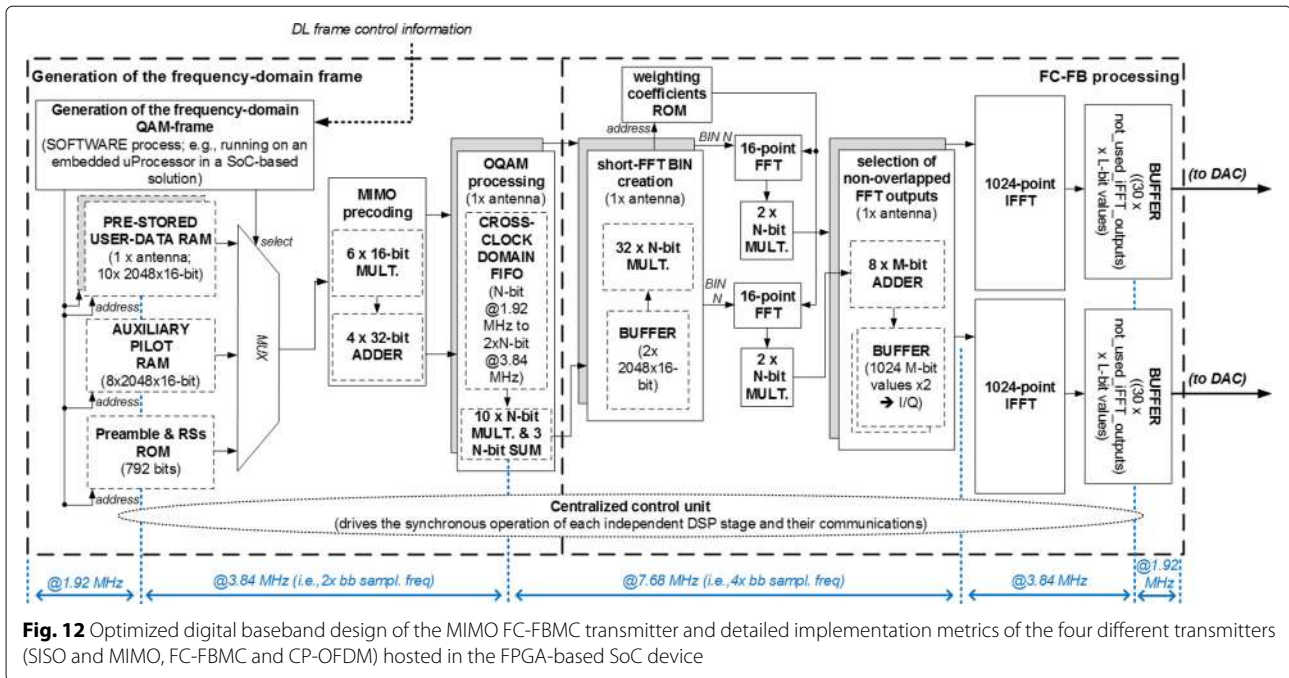 DL frame control information
Generation of the frequency-domain frame
Generation of the frequency-domain
QAM-frame
(SOFTWARE process; e.g., running on an
embedded uProcessor in a SoC-based
solution)
PRE-STORED
USER-DATA RAM
(1 x antenna;
10x 2048x16-bit)
address
AUXILIARY
PILOT
RAM
(8x2048x16-bit)
address
Preamble & RSs
ROM
(792 bits)
address
select
MUX
MIMO
precoding
6 x 16-bit
MULT.
4 x 32-bit
ADDER
OQAM
processing
(1x antenna)
CROSS-
CLOCK
DOMAIN
FIFO
(N-bit
@1.92
MHz to
2xN-bit
@3.84
MHz)
10 x N-bit
MULT. & 3
N-bit SUM
FC-FB processing
weighting
coefficients
ROM
address
short-FFT BIN
creation
(1x antenna)
32 x N-bit
MULT.
BUFFER
(2x
2048x16-
bit)
BIN N
16-point
FFT
2 x
N-bit
MULT.
BIN
N
16-point
FFT
2 x
N-bit
MULT.
selection of
non-overlapped
FFT outputs
(1x antenna)
8 x M-bit
ADDER
BUFFER
(1024 M-bit
values x2
→ I/Q)
1024-point
IFFT
1024-point
IFFT
BUFFER
((30 x
not_used_iFFT_outputs)
x L-bit values)
BUFFER
((30 x
not_used_iFFT_outputs)
x L-bit values)
(to DAC)
(to DAC)
Centralized control unit
(drives the synchronous operation of each independent DSP stage and their communications)
@1.92 MHz
@3.84 MHz (i.e., 2x bb sampl. freq)
@7.68 MHz (i.e., 4x bb sampl. freq)
@3.84 MHz
@1.92
MHz
Fig. 12 Optimized digital baseband design of the MIMO FC-FBMC transmitter and detailed implementation metrics of the four different transmitters
(SISO and MIMO, FC-FBMC and CP-OFDM) hosted in the FPGA-based SoC device